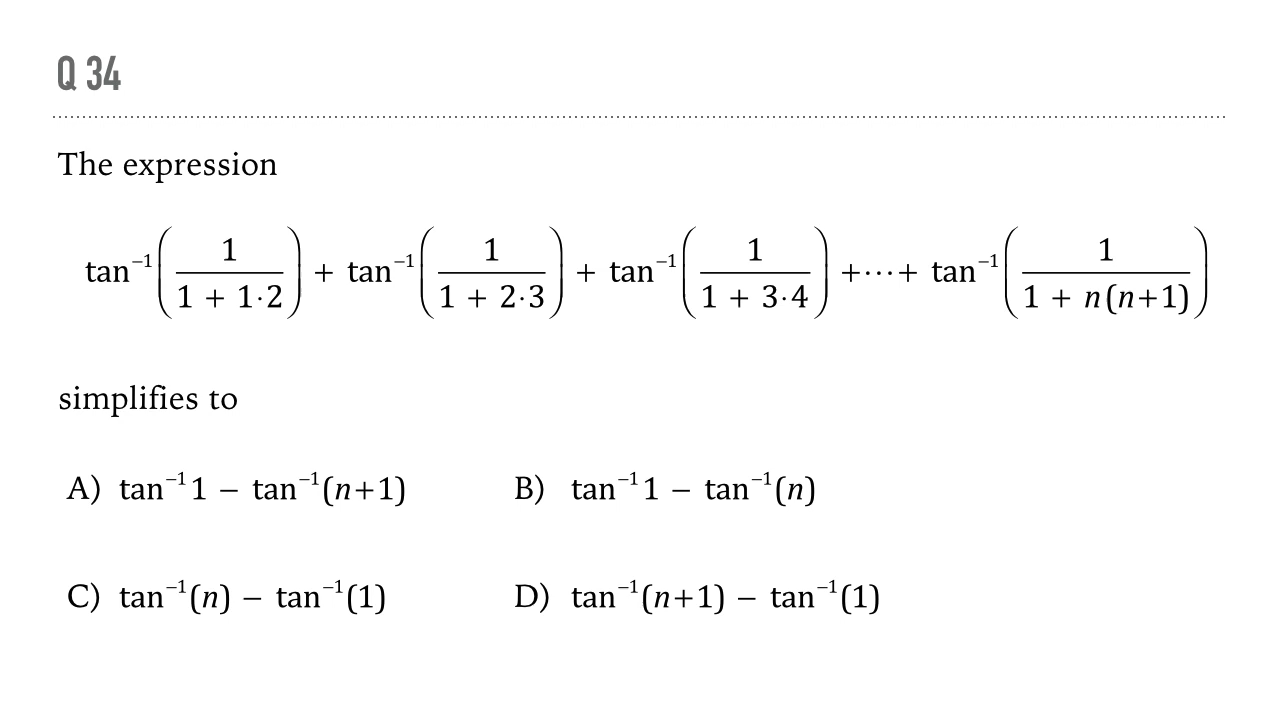 Q 34
The expression
tan⁻¹(1/(1 + 1·2)) + tan⁻¹(1/(1 + 2·3)) + tan⁻¹(1/(1 + 3·4)) +⋯+ tan⁻¹(1/(1 + n(n+1)))
simplifies to
A) tan⁻¹1 − tan⁻¹(n+1) B) tan⁻¹1 − tan⁻¹(n)
C) tan⁻¹(n) − tan⁻¹(1) D) tan⁻¹(n+1) − tan⁻¹(1)